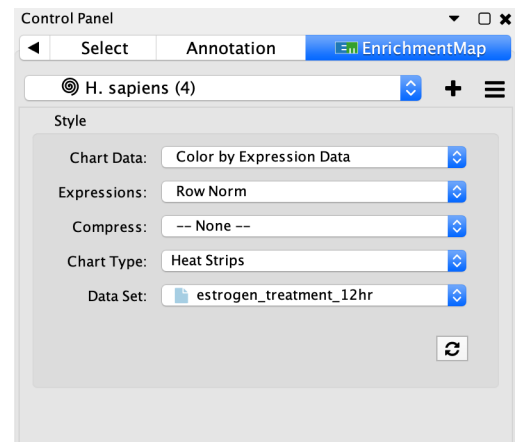 Control Panel
Select Annotation EnrichmentMap
H. sapiens (4)
Style
Chart Data: Color by Expression Data
Expressions: Row Norm
Compress: -- None --
Chart Type: Heat Strips
Data Set: estrogen_treatment_12hr